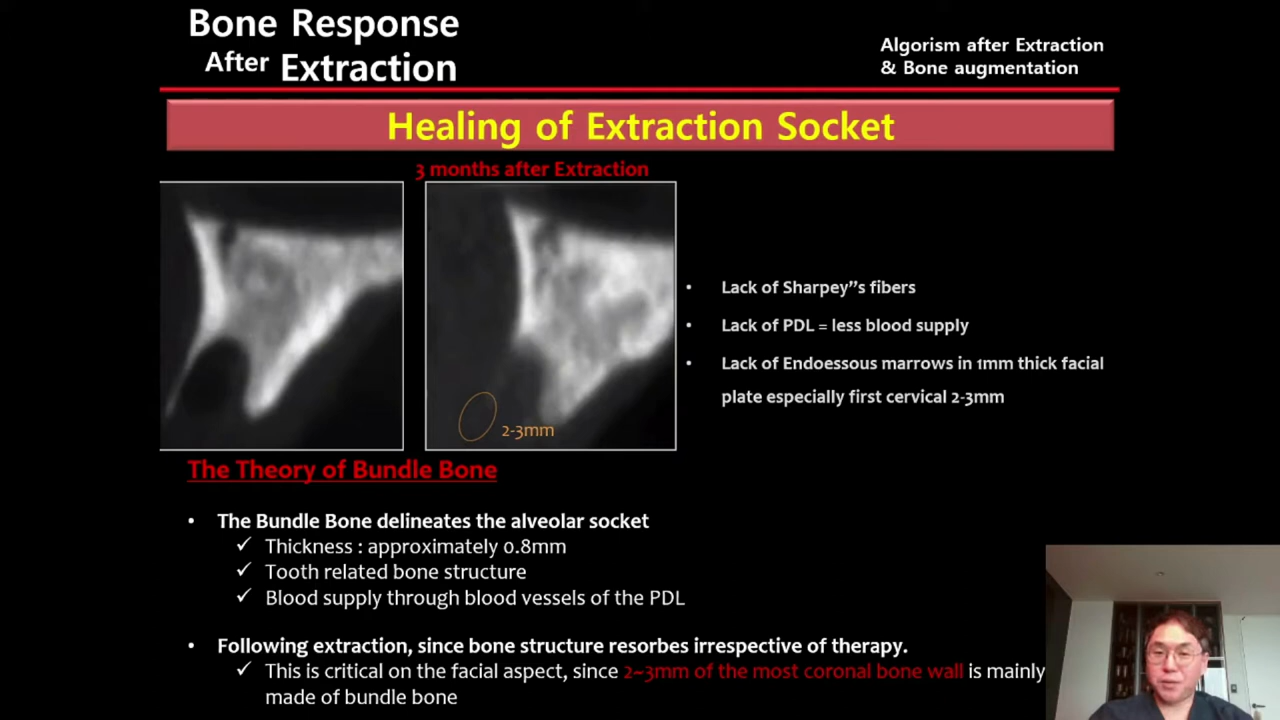 Bone Response
After Extraction
Algorism after Extraction
& Bone augmentation
Healing of Extraction Socket
3 months after Extraction
2-3mm
• Lack of Sharpey”s fibers
• Lack of PDL = less blood supply
• Lack of Endoessous marrows in 1mm thick facial
plate especially first cervical 2-3mm
The Theory of Bundle Bone
• The Bundle Bone delineates the alveolar socket
✓ Thickness : approximately 0.8mm
✓ Tooth related bone structure
✓ Blood supply through blood vessels of the PDL
• Following extraction, since bone structure resorbes irrespective of therapy.
✓ This is critical on the facial aspect, since 2~3mm of the most coronal bone wall is mainly
made of bundle bone